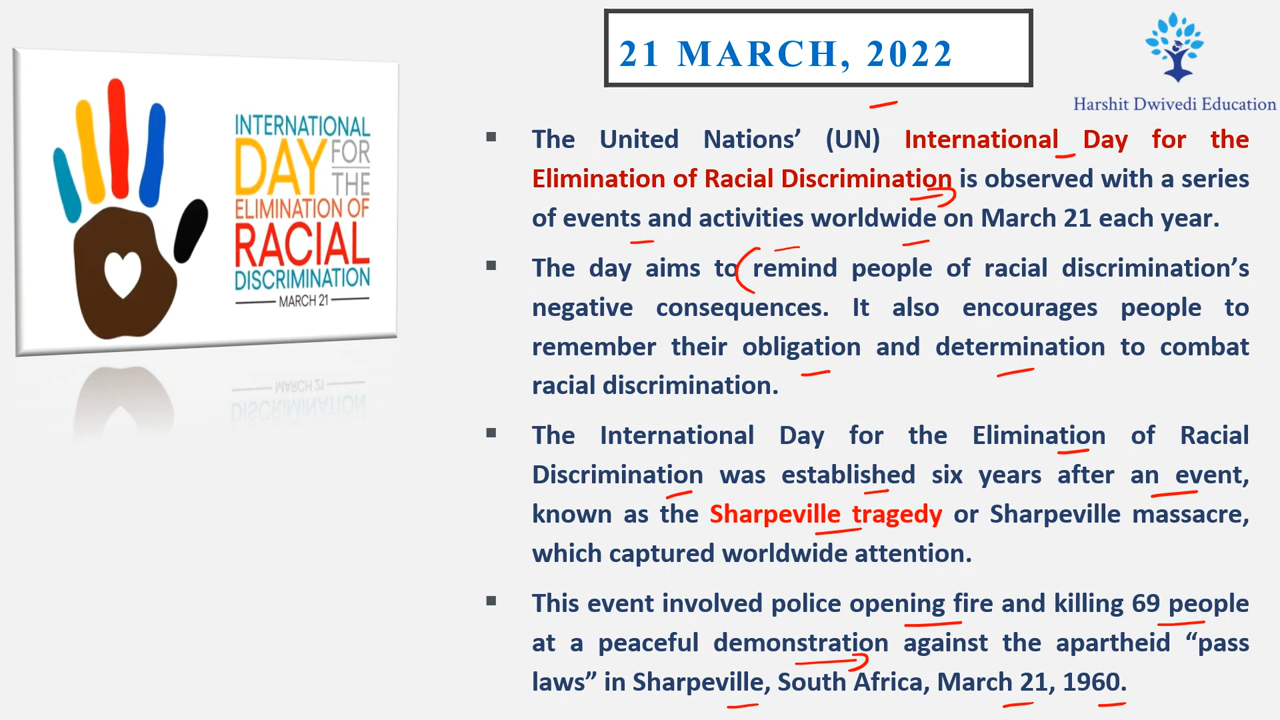 21 MARCH, 2022
Harshit Dwivedi Education
INTERNATIONAL
DAY FOR
THE
ELIMINATION OF
RACIAL
DISCRIMINATION
MARCH 21
MARCH 21
DISCRIMINATION
▪ The United Nations’ (UN) International Day for the
Elimination of Racial Discrimination is observed with a series
of events and activities worldwide on March 21 each year.
▪ The day aims to remind people of racial discrimination’s
negative consequences. It also encourages people to
remember their obligation and determination to combat
racial discrimination.
▪ The International Day for the Elimination of Racial
Discrimination was established six years after an event,
known as the Sharpeville tragedy or Sharpeville massacre,
which captured worldwide attention.
▪ This event involved police opening fire and killing 69 people
at a peaceful demonstration against the apartheid “pass
laws” in Sharpeville, South Africa, March 21, 1960.